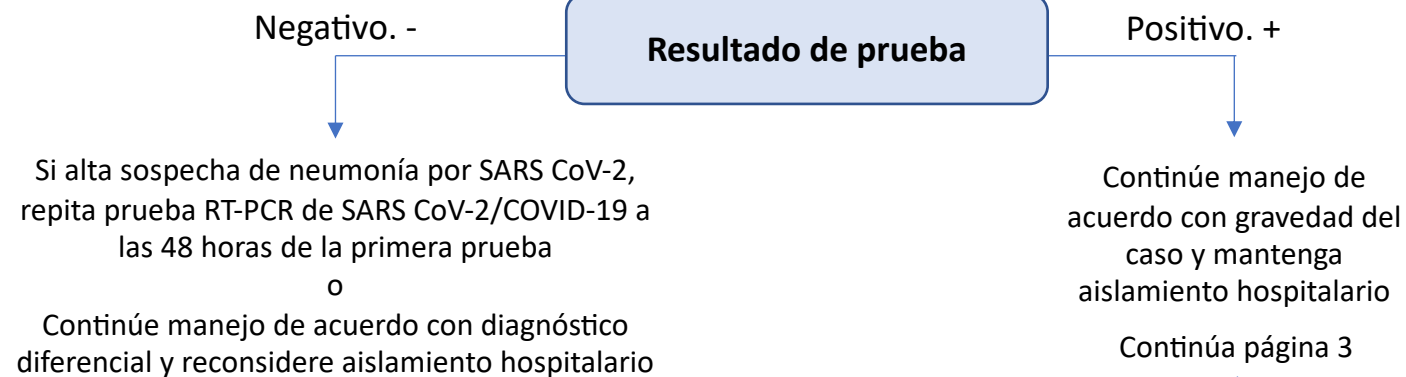 Negativo. -
Resultado de prueba
Positivo. +
Si alta sospecha de neumonía por SARS CoV-2,
repita prueba RT-PCR de SARS CoV-2/COVID-19 a
las 48 horas de la primera prueba
o
Continúe manejo de acuerdo con diagnóstico
diferencial y reconsidere aislamiento hospitalario
Continúe manejo de
acuerdo con gravedad del
caso y mantenga
aislamiento hospitalario
Continúa página 3